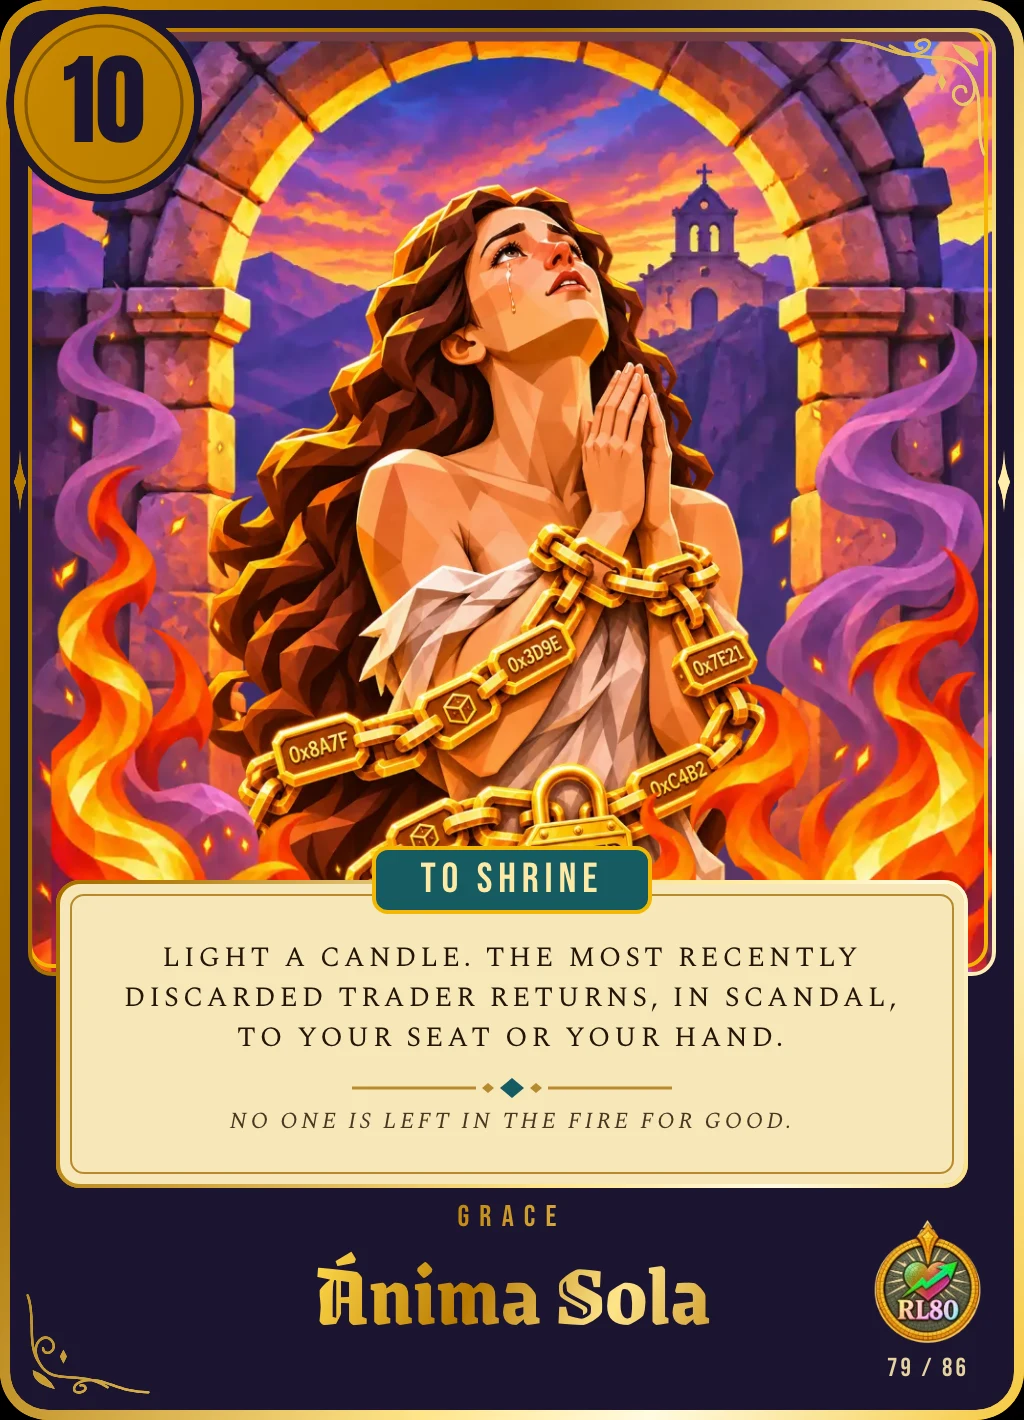 10
0x3D9E
0x7E21
0x8A7F
0xC4B2
TO SHRINE
LIGHT A CANDLE. THE MOST RECENTLY
DISCARDED TRADER RETURNS, IN SCANDAL,
TO YOUR SEAT OR YOUR HAND.
NO ONE IS LEFT IN THE FIRE FOR GOOD.
GRACE
Ánima Sola
RL80
79 / 86